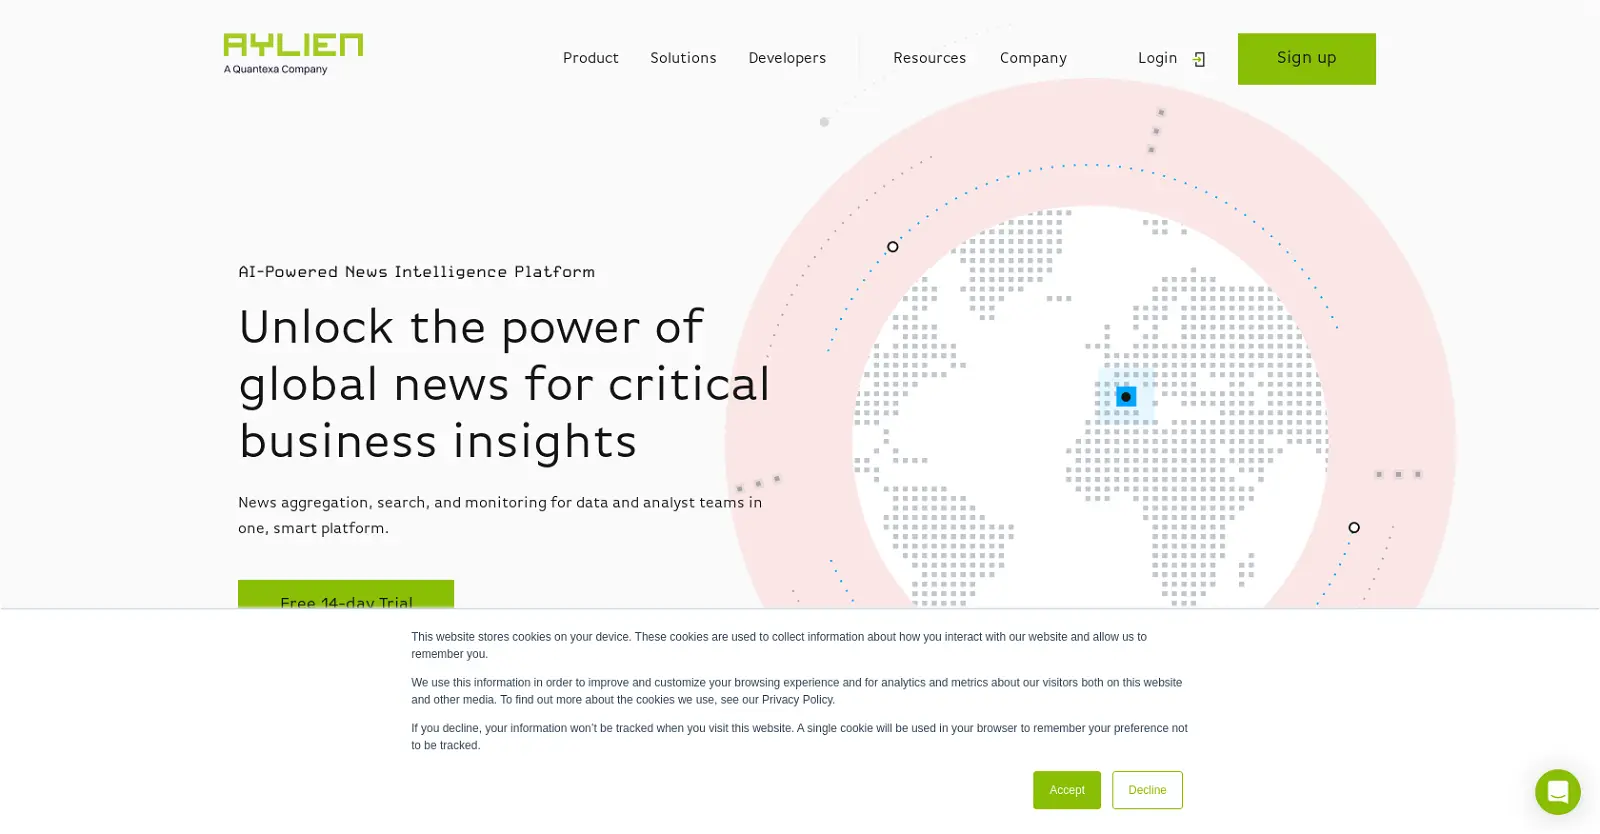 AYLIEN
A Quantexa Company
Product Solutions Developers Resources Company Login Sign up
AI-Powered News Intelligence Platform
Unlock the power of
global news for critical
business insights
News aggregation, search, and monitoring for data and analyst teams in
one, smart platform.
Free 14-day Trial
This website stores cookies on your device. These cookies are used to collect information about how you interact with our website and allow us to
remember you.
We use this information in order to improve and customize your browsing experience and for analytics and metrics about our visitors both on this website
and other media. To find out more about the cookies we use, see our Privacy Policy.
If you decline, your information won’t be tracked when you visit this website. A single cookie will be used in your browser to remember your preference not
to be tracked.
Accept Decline